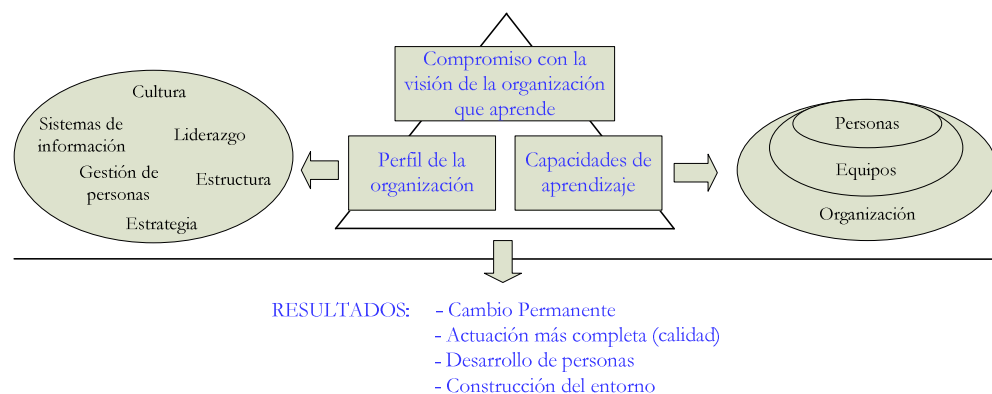 Compromiso con la
visión de la organización
que aprende
Cultura
Sistemas de
información
Liderazgo
Gestión de
personas
Estructura
Estrategia
Perfil de la
organización
Capacidades de
aprendizaje
Personas
Equipos
Organización
RESULTADOS:
- Cambio Permanente
- Actuación más completa (calidad)
- Desarrollo de personas
- Construcción del entorno